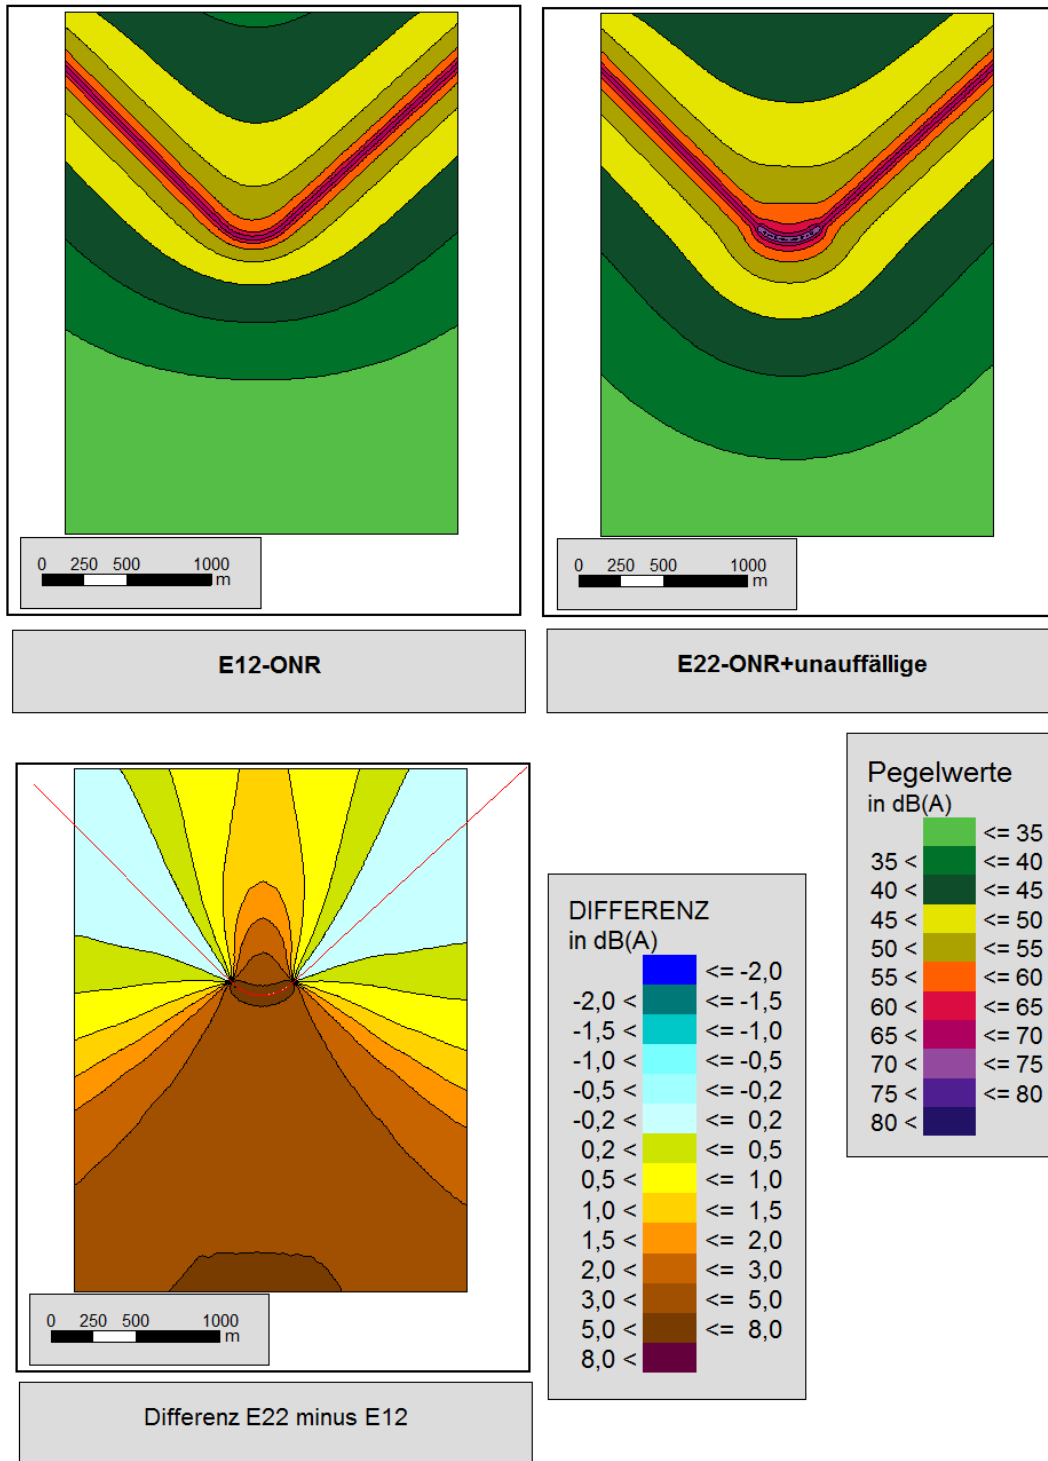 0 250 500 1000
m
0 250 500 1000
m
E12-ONR
E22-ONR+unauffällige
Pegelwerte
in dB(A)
<= 35
35 < <= 40
40 < <= 45
45 < <= 50
50 < <= 55
55 < <= 60
60 < <= 65
65 < <= 70
70 < <= 75
75 < <= 80
80 <
DIFFERENZ
in dB(A)
<= -2,0
-2,0 < <= -1,5
-1,5 < <= -1,0
-1,0 < <= -0,5
-0,5 < <= -0,2
-0,2 < <= 0,2
0,2 < <= 0,5
0,5 < <= 1,0
1,0 < <= 1,5
1,5 < <= 2,0
2,0 < <= 3,0
3,0 < <= 5,0
5,0 < <= 8,0
8,0 <
0 250 500 1000
m
Differenz E22 minus E12